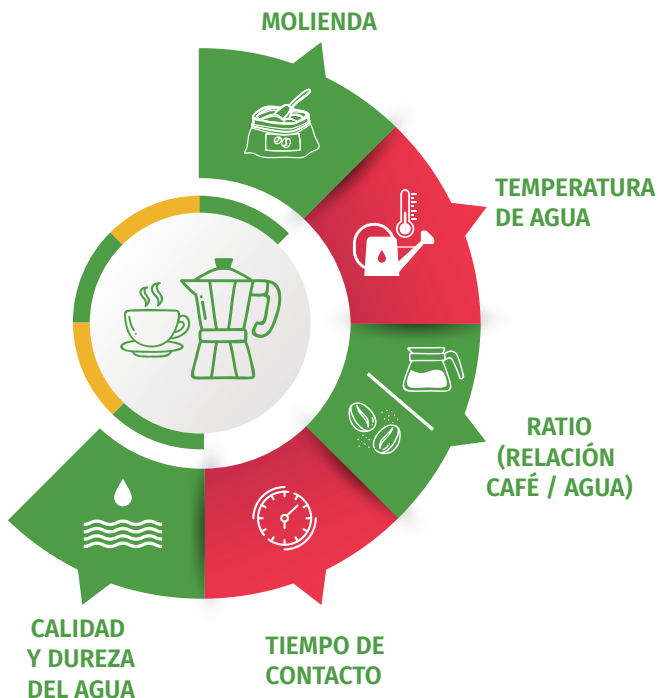 MOLIENDA
TEMPERATURA
DE AGUA
RATIO
(RELACIÓN
CAFÉ / AGUA)
TIEMPO DE
CONTACTO
CALIDAD
Y DUREZA
DEL AGUA